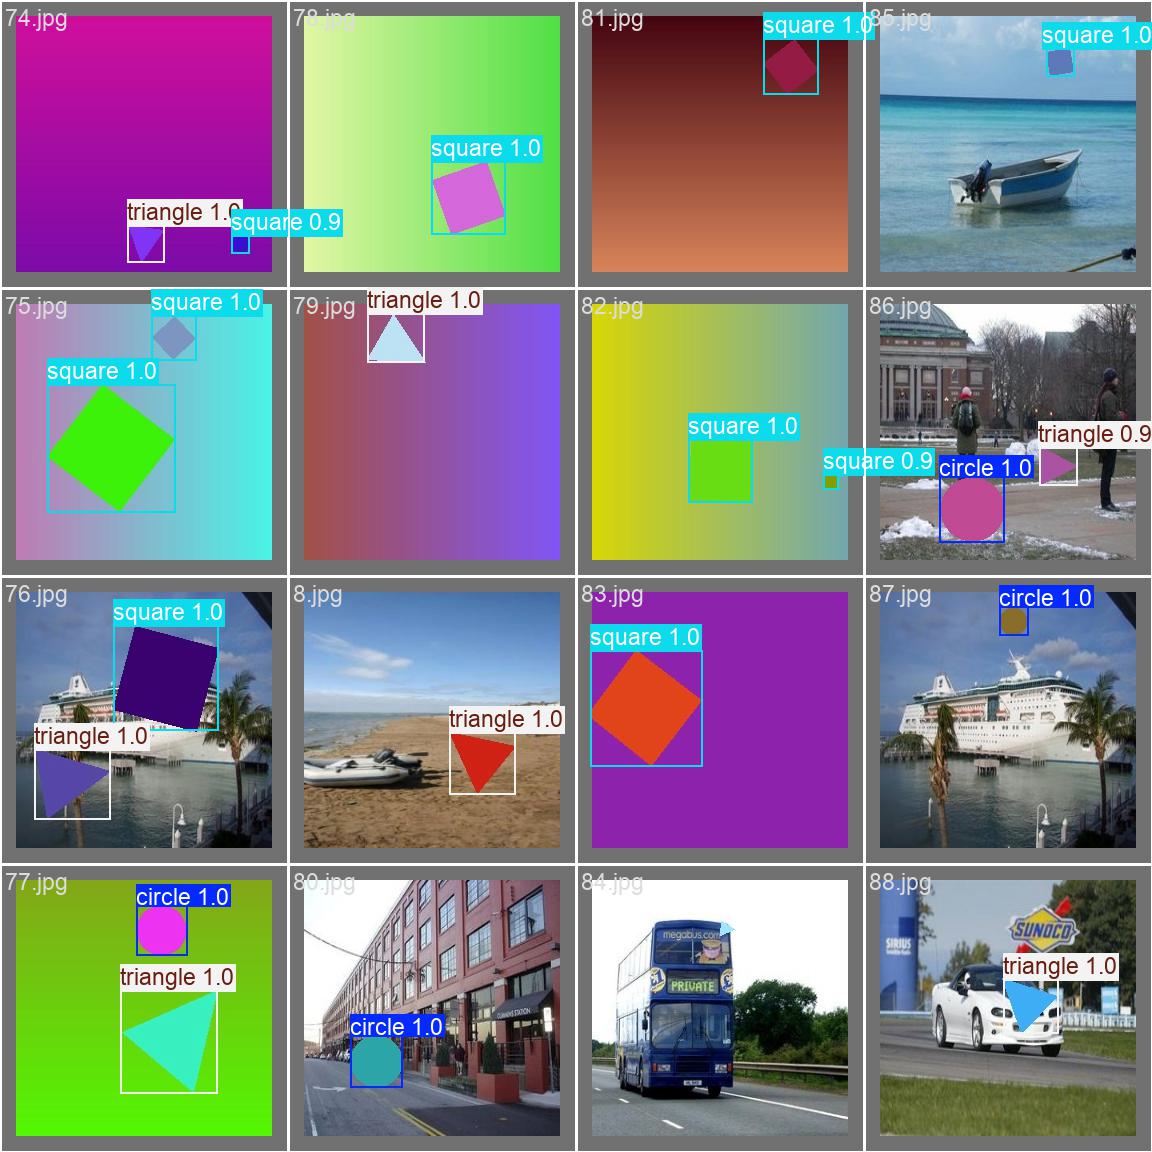 74.jpg
triangle 1.0
square 0.9
78.jpg
square 1.0
81.jpg
square 1.0
85.jpg
square 1.0
75.jpg
square 1.0
square 1.0
79.jpg
triangle 1.0
82.jpg
square 1.0
square 0.9
86.jpg
triangle 0.9
circle 1.0
76.jpg
square 1.0
triangle 1.0
8.jpg
triangle 1.0
83.jpg
square 1.0
87.jpg
circle 1.0
77.jpg
circle 1.0
triangle 1.0
80.jpg
circle 1.0
CUMMINS STATION
84.jpg
megabus.com
£1
PRIVATE
88.jpg
SUNOCO
SIRIUS
triangle 1.0